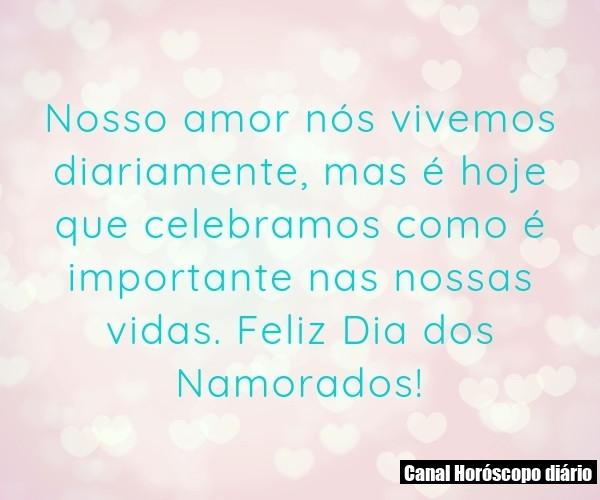 Nosso amor nós vivemos
diariamente, mas é hoje
que celebramos como é
importante nas nossas
vidas. Feliz Dia dos
Namorados!
Canal Horóscopo diário